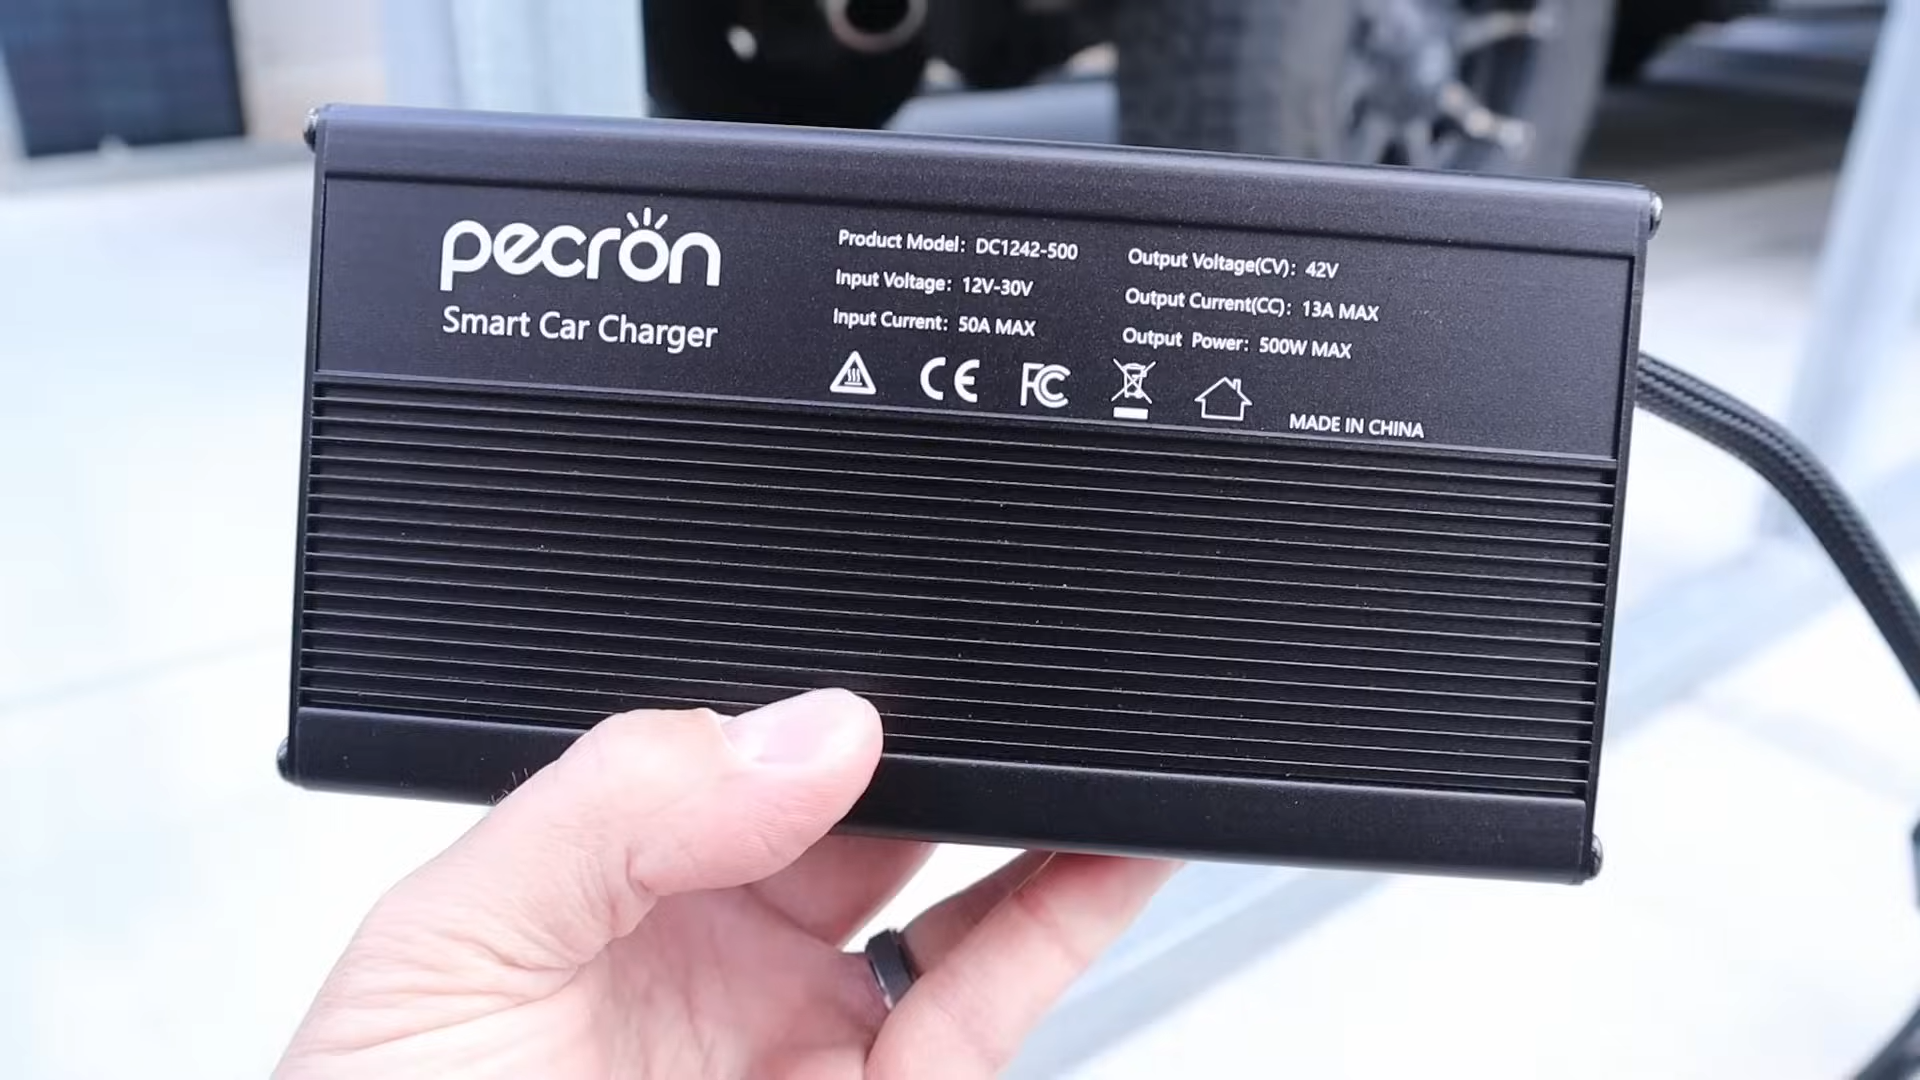 pecron
Smart Car Charger
Product Model: DC1242-500
Input Voltage: 12V-30V
Input Current: 50A MAX
Output Voltage(CV): 42V
Output Current(CC): 13A MAX
Output Power: 500W MAX
CE
FC
MADE IN CHINA